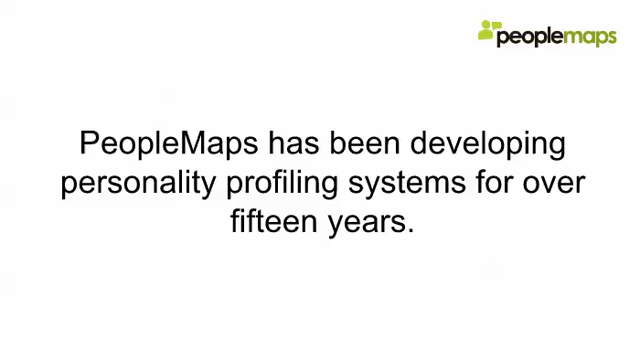 peoplemaps
PeopleMaps has been developing
personality profiling systems for over
fifteen years.